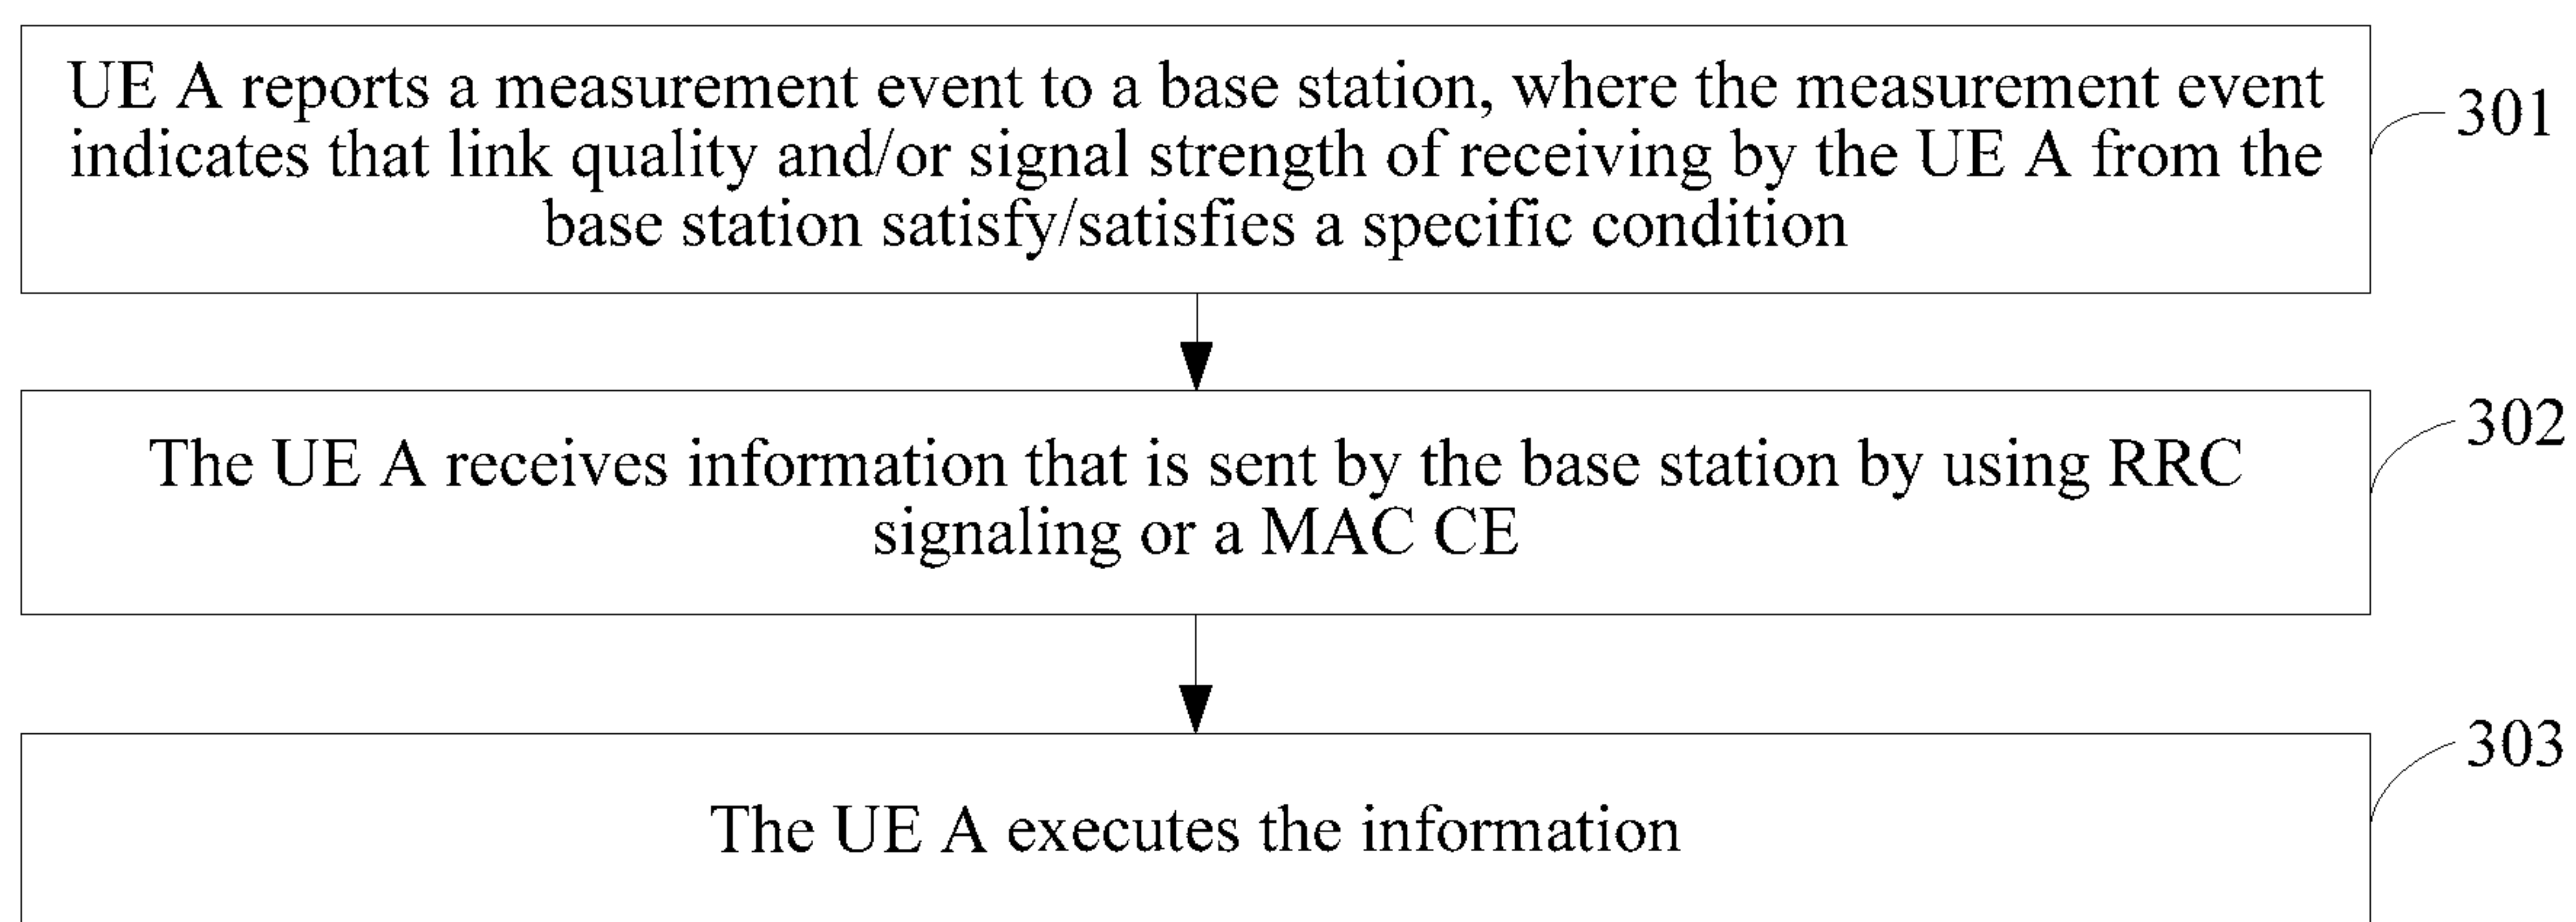 UE A reports a measurement event to a base station, where the measurement event
indicates that link quality and/or signal strength of receiving by the UE A from the
base station satisfy/satisfies a specific condition
301
The UE A receives information that is sent by the base station by using RRC
signaling or a MAC CE
302
The UE A executes the information
303